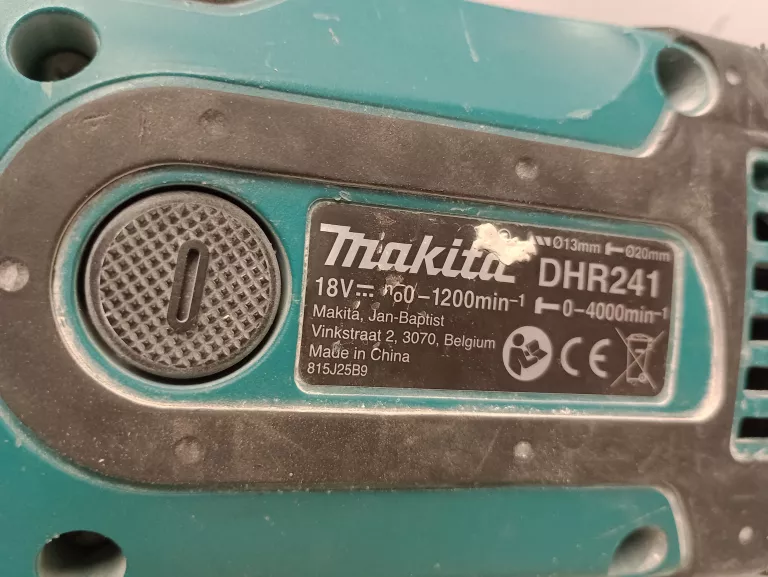 makita
Ø13mm Ø20mm
DHR241
18V n₀0-1200min⁻¹ 0-4000min⁻¹
Makita, Jan-Baptist
Vinkstraat 2, 3070, Belgium
Made in China
815J25B9
CE